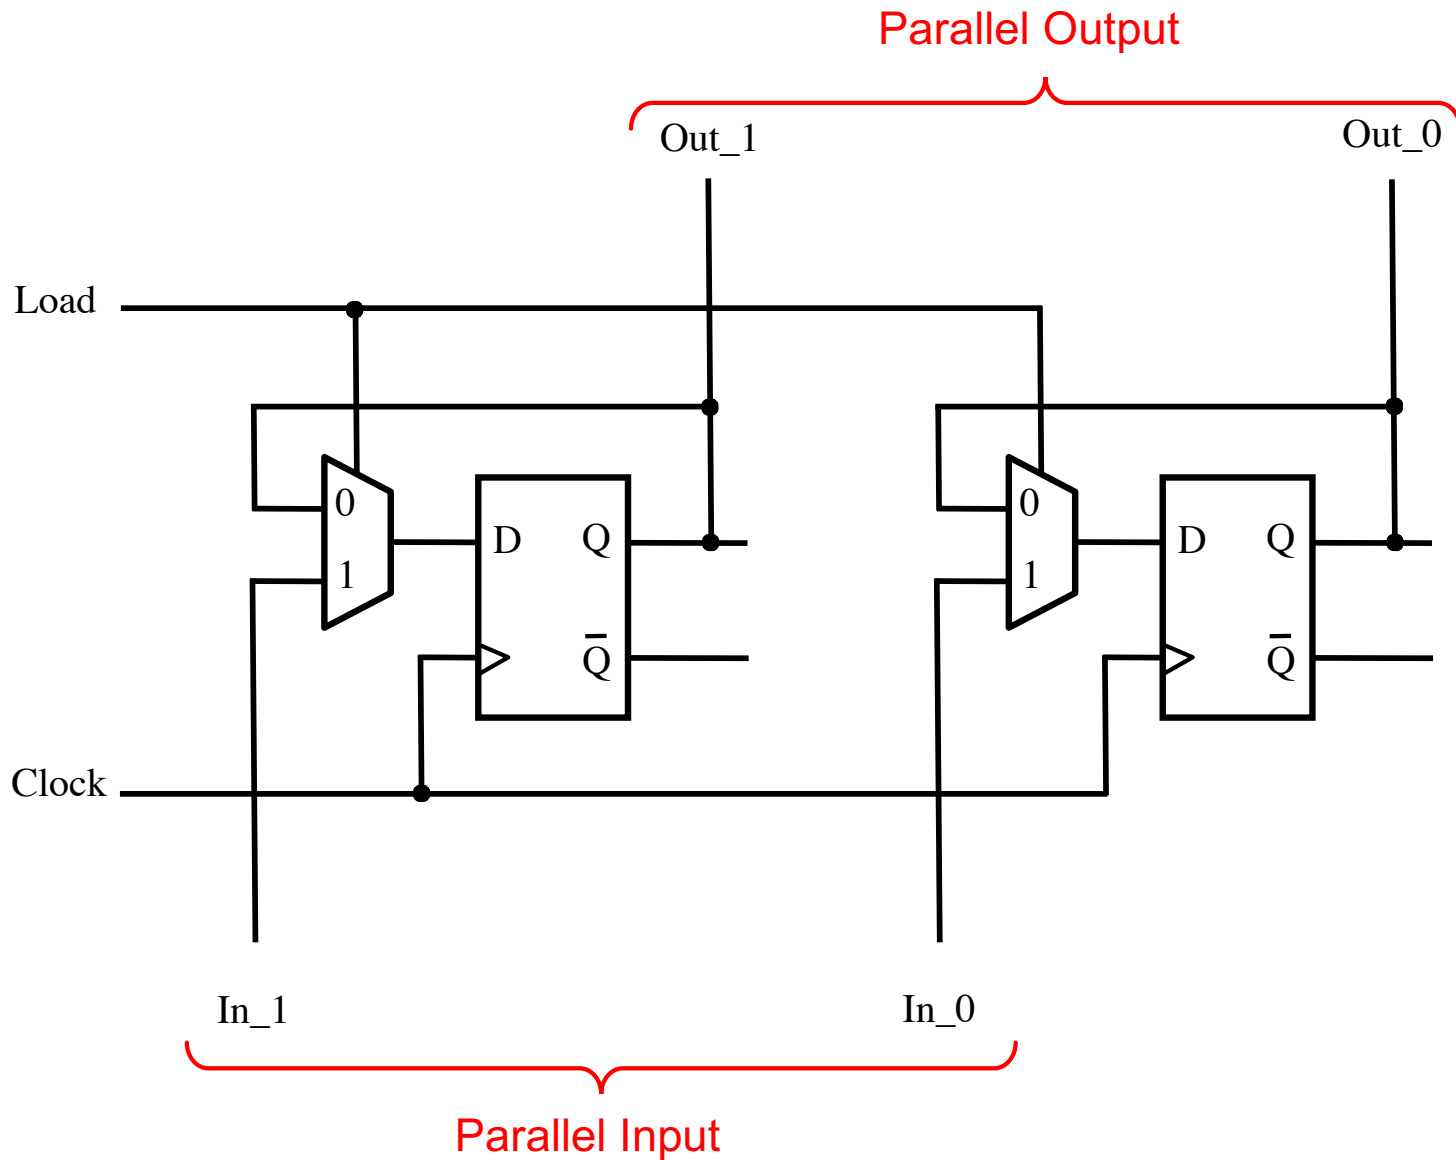 Parallel Output
Out_1
Out_0
Load
0
D
Q
0
D
Q
1
1
Q̅
Q̅
Clock
In_1
In_0
Parallel Input